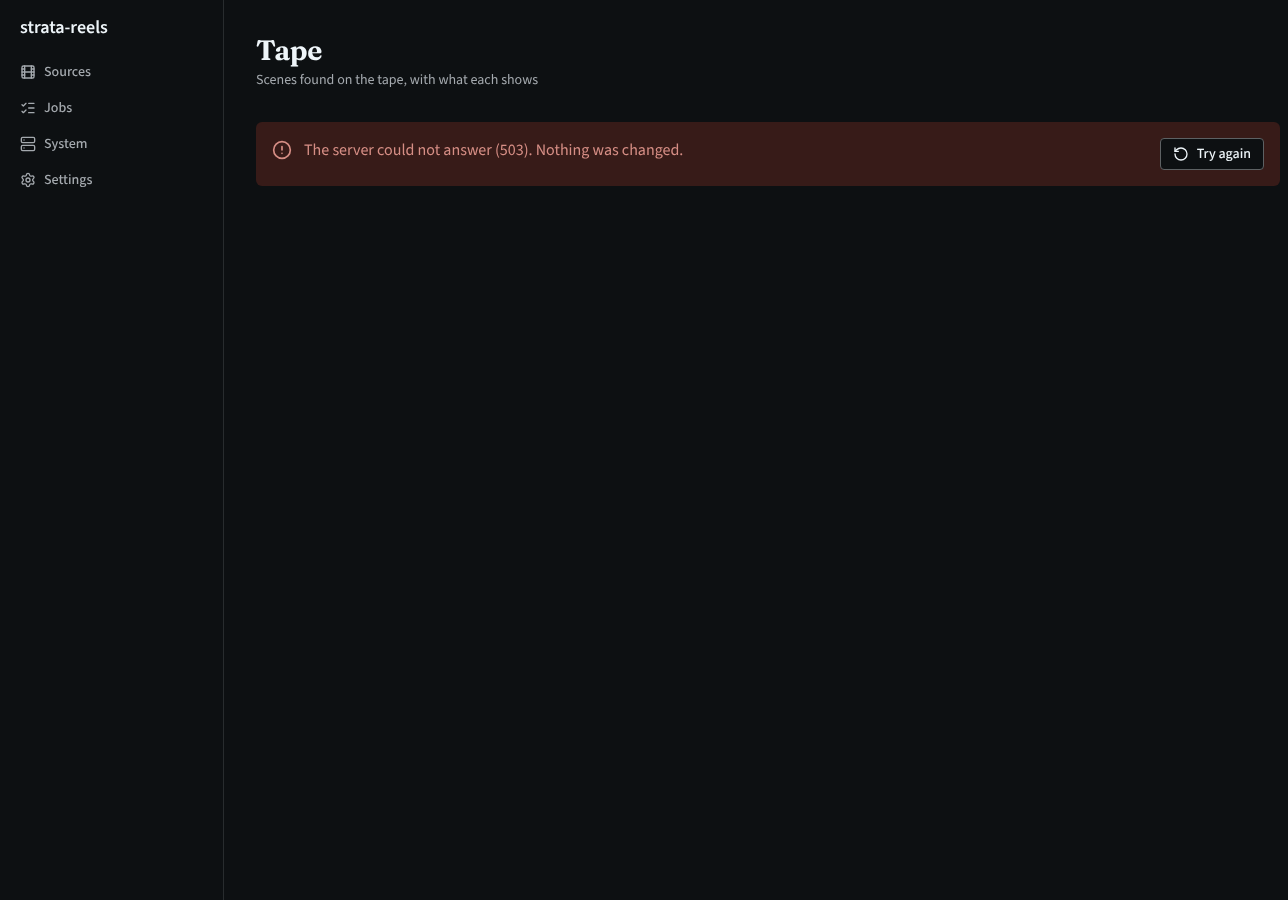 strata-reels
Sources
Jobs
System
Settings
Tape
Scenes found on the tape, with what each shows
The server could not answer (503). Nothing was changed.
Try again